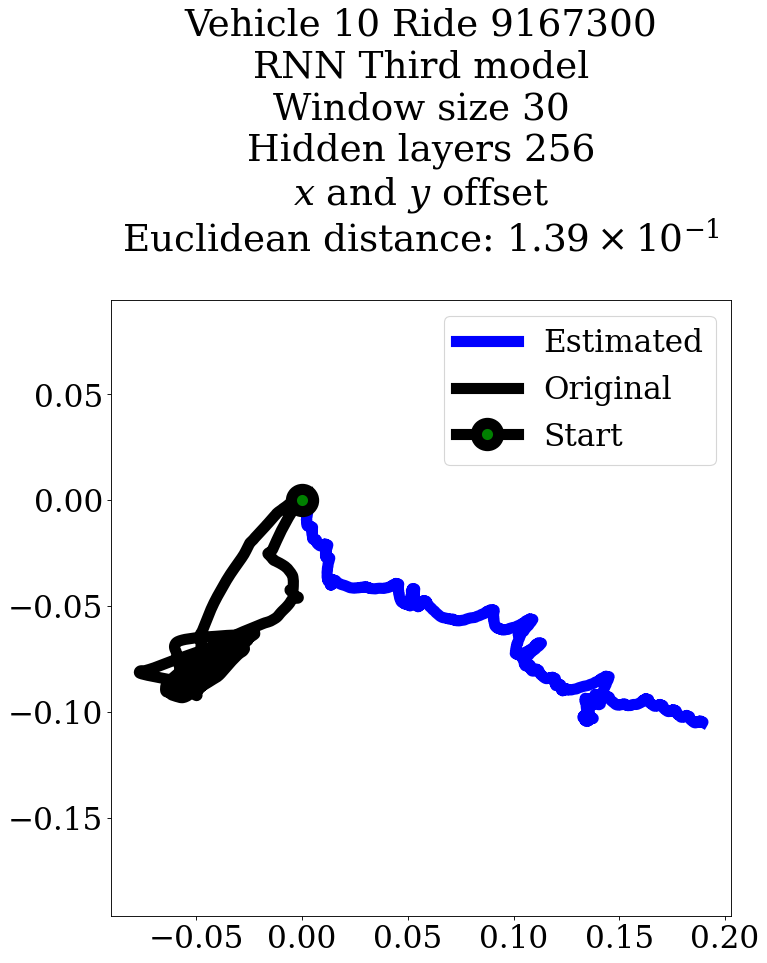 Vehicle 10 Ride 9167300
RNN Third model
Window size 30
Hidden layers 256
x and y offset
Euclidean distance: 1.39 × 10⁻¹
Estimated
Original
Start
0.05
0.00
−0.05
−0.10
−0.15
−0.05 0.00 0.05 0.10 0.15 0.20